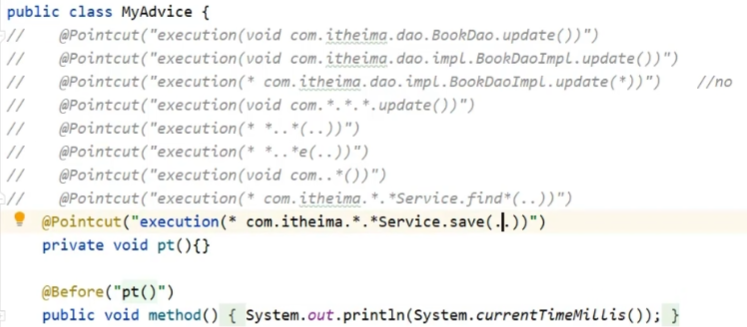 public class MyAdvice {
//    @Pointcut("execution(void com.itheima.dao.BookDao.update())")
//    @Pointcut("execution(void com.itheima.dao.impl.BookDaoImpl.update())")
//    @Pointcut("execution(* com.itheima.dao.impl.BookDaoImpl.update(*))")    //no
//    @Pointcut("execution(void com.*.*.*.update())")
//    @Pointcut("execution(* *..*(..))")
//    @Pointcut("execution(* *..*e(..))")
//    @Pointcut("execution(void com..*())")
//    @Pointcut("execution(* com.itheima.*.*Service.find*(..))")
@Pointcut("execution(* com.itheima.*.*Service.save(..))")
private void pt(){}
@Before("pt()")
public void method() { System.out.println(System.currentTimeMillis()); }